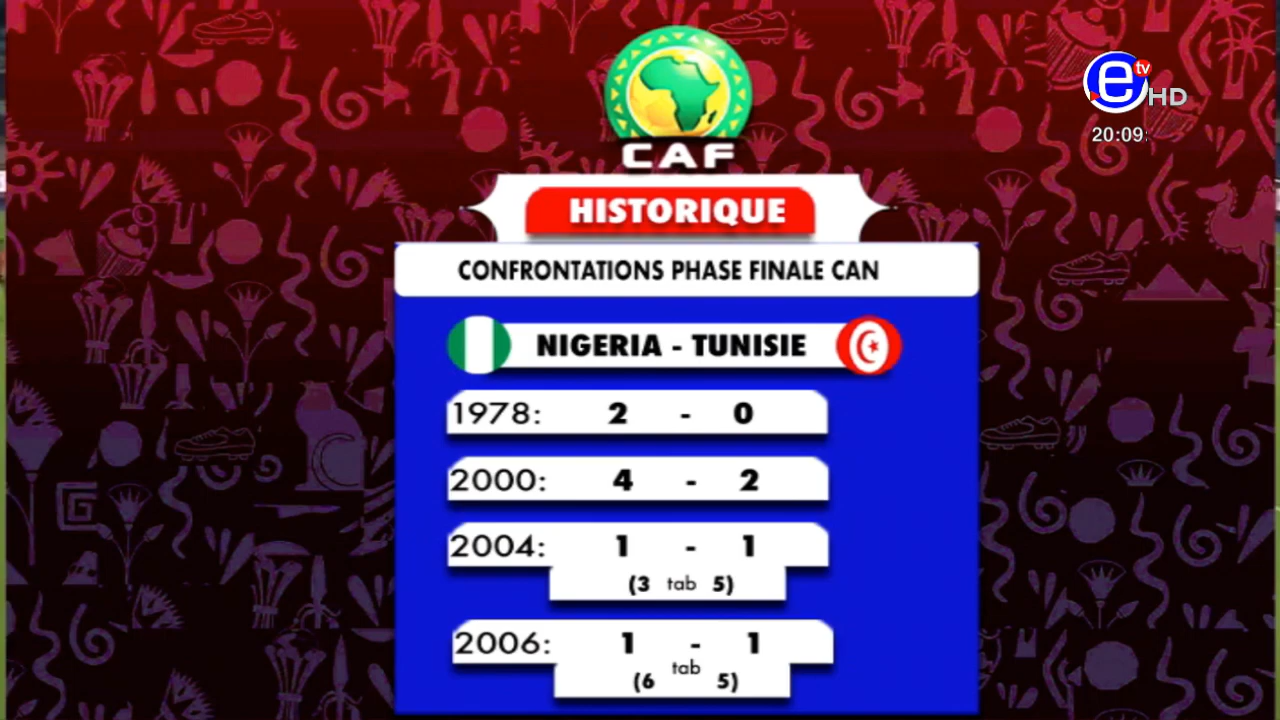 e tv HD
20:09:
CAF
HISTORIQUE
CONFRONTATIONS PHASE FINALE CAN
NIGERIA - TUNISIE
1978: 2 - 0
2000: 4 - 2
2004: 1 - 1
(3 tab 5)
2006: 1 - 1
(6 tab 5)